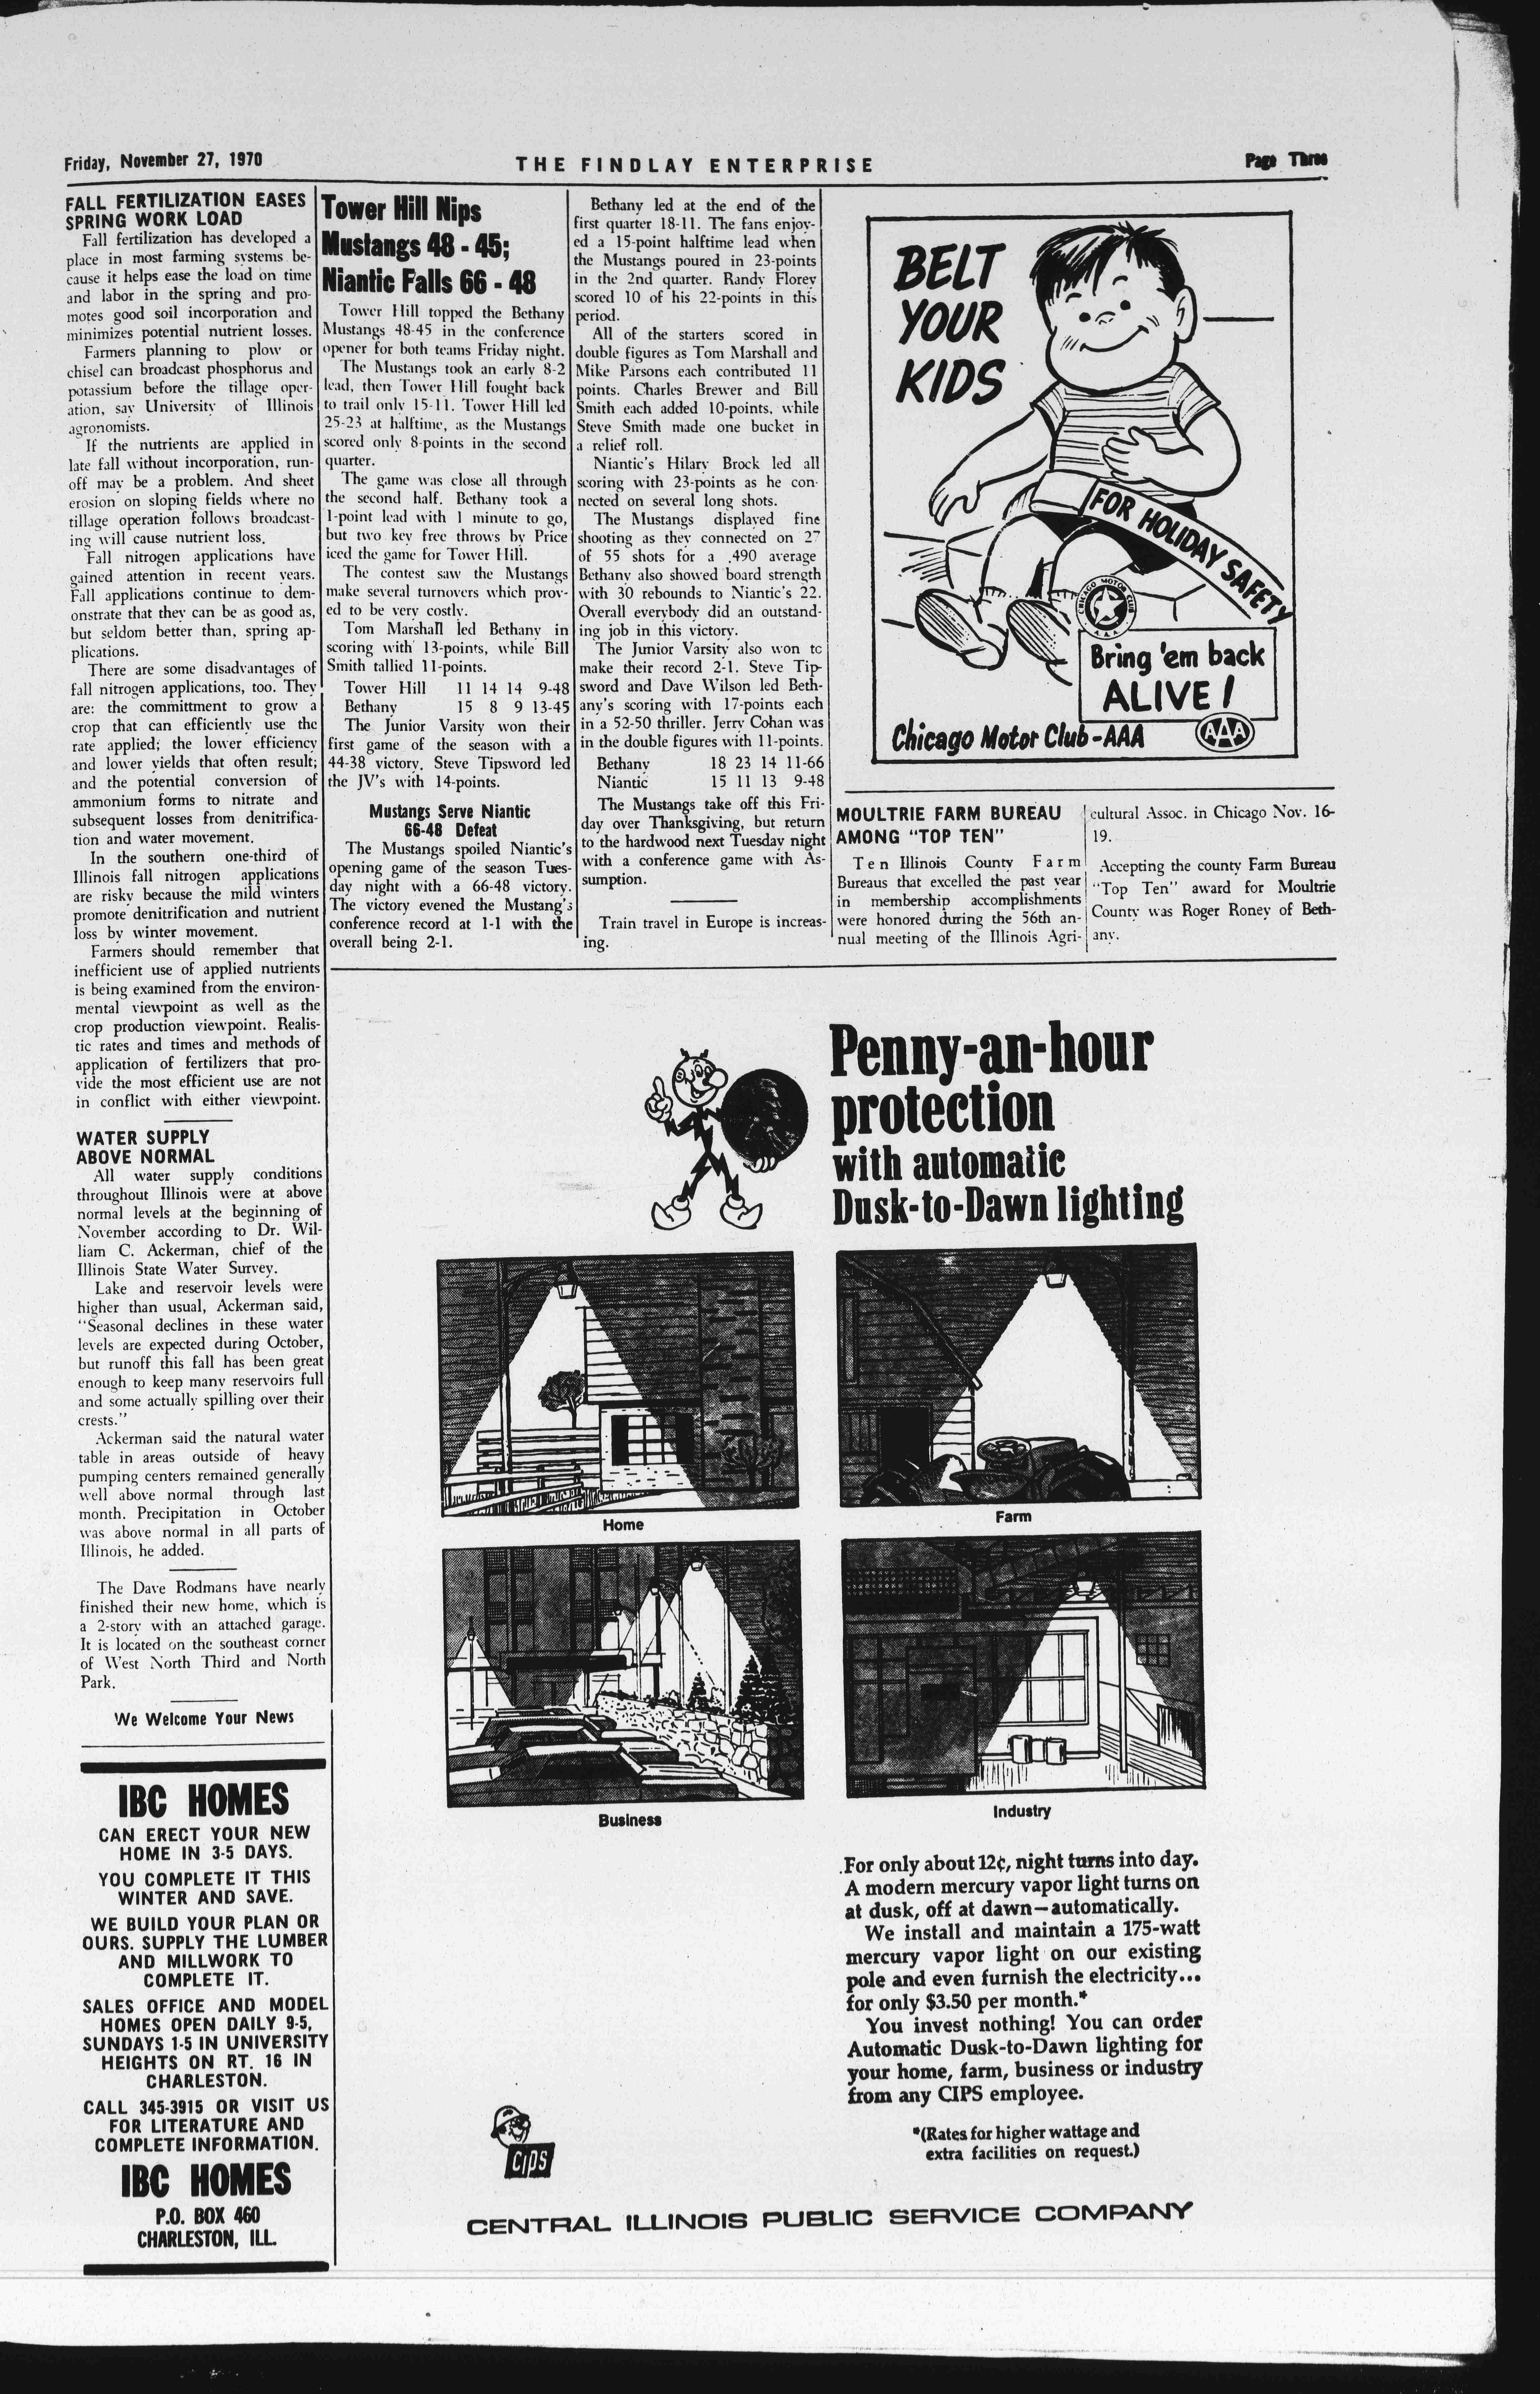 Friday, November 27, 1970
THE FINDLAY ENTERPRISE
Page Three
FALL FERTILIZATION EASES
SPRING WORK LOAD
Fall fertilization has developed a
place in most farming systems be-
cause it helps ease the load on time
and labor in the spring and pro-
motes good soil incorporation and
minimizes potential nutrient losses.
Farmers planning to plow or
chisel can broadcast phosphorus and
potassium before the tillage oper-
ation, say University of Illinois
agronomists.
If the nutrients are applied in
late fall without incorporation, run-
off may be a problem. And sheet
erosion on sloping fields where no
tillage operation follows broadcast-
ing will cause nutrient loss.
Fall nitrogen applications have
gained attention in recent years.
Fall applications continue to dem-
onstrate that they can be as good as,
but seldom better than, spring ap-
plications.
There are some disadvantages of
fall nitrogen applications, too. They
are: the committment to grow a
crop that can efficiently use the
rate applied; the lower efficiency
and lower yields that often result;
and the potential conversion of
ammonium forms to nitrate and
subsequent losses from denitrifica-
tion and water movement.
In the southern one-third of
Illinois fall nitrogen applications
are risky because the mild winters
promote denitrification and nutrient
loss by winter movement.
Farmers should remember that
inefficient use of applied nutrients
is being examined from the environ-
mental viewpoint as well as the
crop production viewpoint. Realis-
tic rates and times and methods of
application of fertilizers that pro-
vide the most efficient use are not
in conflict with either viewpoint.
WATER SUPPLY
ABOVE NORMAL
All water supply conditions
throughout Illinois were at above
normal levels at the beginning of
November according to Dr. Wil-
liam C. Ackerman, chief of the
Illinois State Water Survey.
Lake and reservoir levels were
higher than usual, Ackerman said,
"Seasonal declines in these water
levels are expected during October,
but runoff this fall has been great
enough to keep many reservoirs full
and some actually spilling over their
crests."
Ackerman said the natural water
table in areas outside of heavy
pumping centers remained generally
well above normal through last
month. Precipitation in October
was above normal in all parts of
Illinois, he added.
The Dave Rodmans have nearly
finished their new home, which is
a 2-story with an attached garage.
It is located on the southeast corner
of West North Third and North
Park.
We Welcome Your News
IBC HOMES
CAN ERECT YOUR NEW
HOME IN 3-5 DAYS.
YOU COMPLETE IT THIS
WINTER AND SAVE.
WE BUILD YOUR PLAN OR
OURS. SUPPLY THE LUMBER
AND MILLWORK TO
COMPLETE IT.
SALES OFFICE AND MODEL
HOMES OPEN DAILY 9-5,
SUNDAYS 1-5 IN UNIVERSITY
HEIGHTS ON RT. 16 IN
CHARLESTON.
CALL 345-3915 OR VISIT US
FOR LITERATURE AND
COMPLETE INFORMATION.
IBC HOMES
P.O. BOX 460
CHARLESTON, ILL.
Tower Hill Nips
Mustangs 48 - 45;
Niantic Falls 66 - 48
Tower Hill topped the Bethany
Mustangs 48-45 in the conference
opener for both teams Friday night.
The Mustangs took an early 8-2
lead, then Tower Hill fought back
to trail only 15-11. Tower Hill led
25-23 at halftime, as the Mustangs
scored only 8-points in the second
quarter.
The game was close all through
the second half. Bethany took a
1-point lead with 1 minute to go,
but two key free throws by Price
iced the game for Tower Hill.
The contest saw the Mustangs
make several turnovers which prov-
ed to be very costly.
Tom Marshall led Bethany in
scoring with 13-points, while Bill
Smith tallied 11-points.
Tower Hill 11 14 14 9-48
Bethany 15 8 9 13-45
The Junior Varsity won their
first game of the season with a
44-38 victory. Steve Tipsword led
the JV's with 14-points.
Mustangs Serve Niantic
66-48 Defeat
The Mustangs spoiled Niantic's
opening game of the season Tues-
day night with a 66-48 victory.
The victory evened the Mustang's
conference record at 1-1 with the
overall being 2-1.
Bethany led at the end of the
first quarter 18-11. The fans enjoy-
ed a 15-point halftime lead when
the Mustangs poured in 23-points
in the 2nd quarter. Randy Florey
scored 10 of his 22-points in this
period.
All of the starters scored in
double figures as Tom Marshall and
Mike Parsons each contributed 11
points. Charles Brewer and Bill
Smith each added 10-points, while
Steve Smith made one bucket in
a relief roll.
Niantic's Hilary Brock led all
scoring with 23-points as he con-
nected on several long shots.
The Mustangs displayed fine
shooting as they connected on 27
of 55 shots for a .490 average
Bethany also showed board strength
with 30 rebounds to Niantic's 22.
Overall everybody did an outstand-
ing job in this victory.
The Junior Varsity also won to
make their record 2-1. Steve Tip-
sword and Dave Wilson led Beth-
any's scoring with 17-points each
in a 52-50 thriller. Jerry Cohan was
in the double figures with 11-points.
Bethany 18 23 14 11-66
Niantic 15 11 13 9-48
The Mustangs take off this Fri-
day over Thanksgiving, but return
to the hardwood next Tuesday night
with a conference game with As-
sumption.
Train travel in Europe is increas-
ing.
BELT
YOUR
KIDS
FOR HOLIDAY SAFETY
CHICAGO MOTOR CLUB
A.A.A.
Bring 'em back
ALIVE!
Chicago Motor Club-AAA
AAA
MOULTRIE FARM BUREAU
AMONG "TOP TEN"
Ten Illinois County Farm
Bureaus that excelled the past year
in membership accomplishments
were honored during the 56th an-
nual meeting of the Illinois Agri-
cultural Assoc. in Chicago Nov. 16-
19.
Accepting the county Farm Bureau
"Top Ten" award for Moultrie
County was Roger Roney of Beth-
any.
Penny-an-hour
protection
with automatic
Dusk-to-Dawn lighting
Home
Farm
Business
Industry
For only about 12¢, night turns into day.
A modern mercury vapor light turns on
at dusk, off at dawn—automatically.
We install and maintain a 175-watt
mercury vapor light on our existing
pole and even furnish the electricity...
for only $3.50 per month.*
You invest nothing! You can order
Automatic Dusk-to-Dawn lighting for
your home, farm, business or industry
from any CIPS employee.
*(Rates for higher wattage and
extra facilities on request.)
CIPS
CENTRAL ILLINOIS PUBLIC SERVICE COMPANY